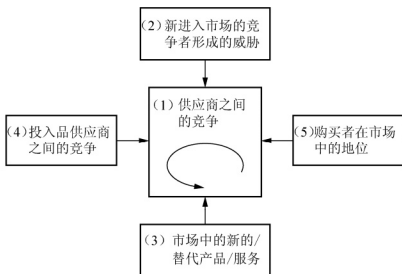 (2)新进入市场的竞
争者形成的威胁
(1)供应商之间
的竞争
(4)投入品供应商
之间的竞争
(5)购买者在市场
中的地位
(3)市场中的新的/
替代产品/服务